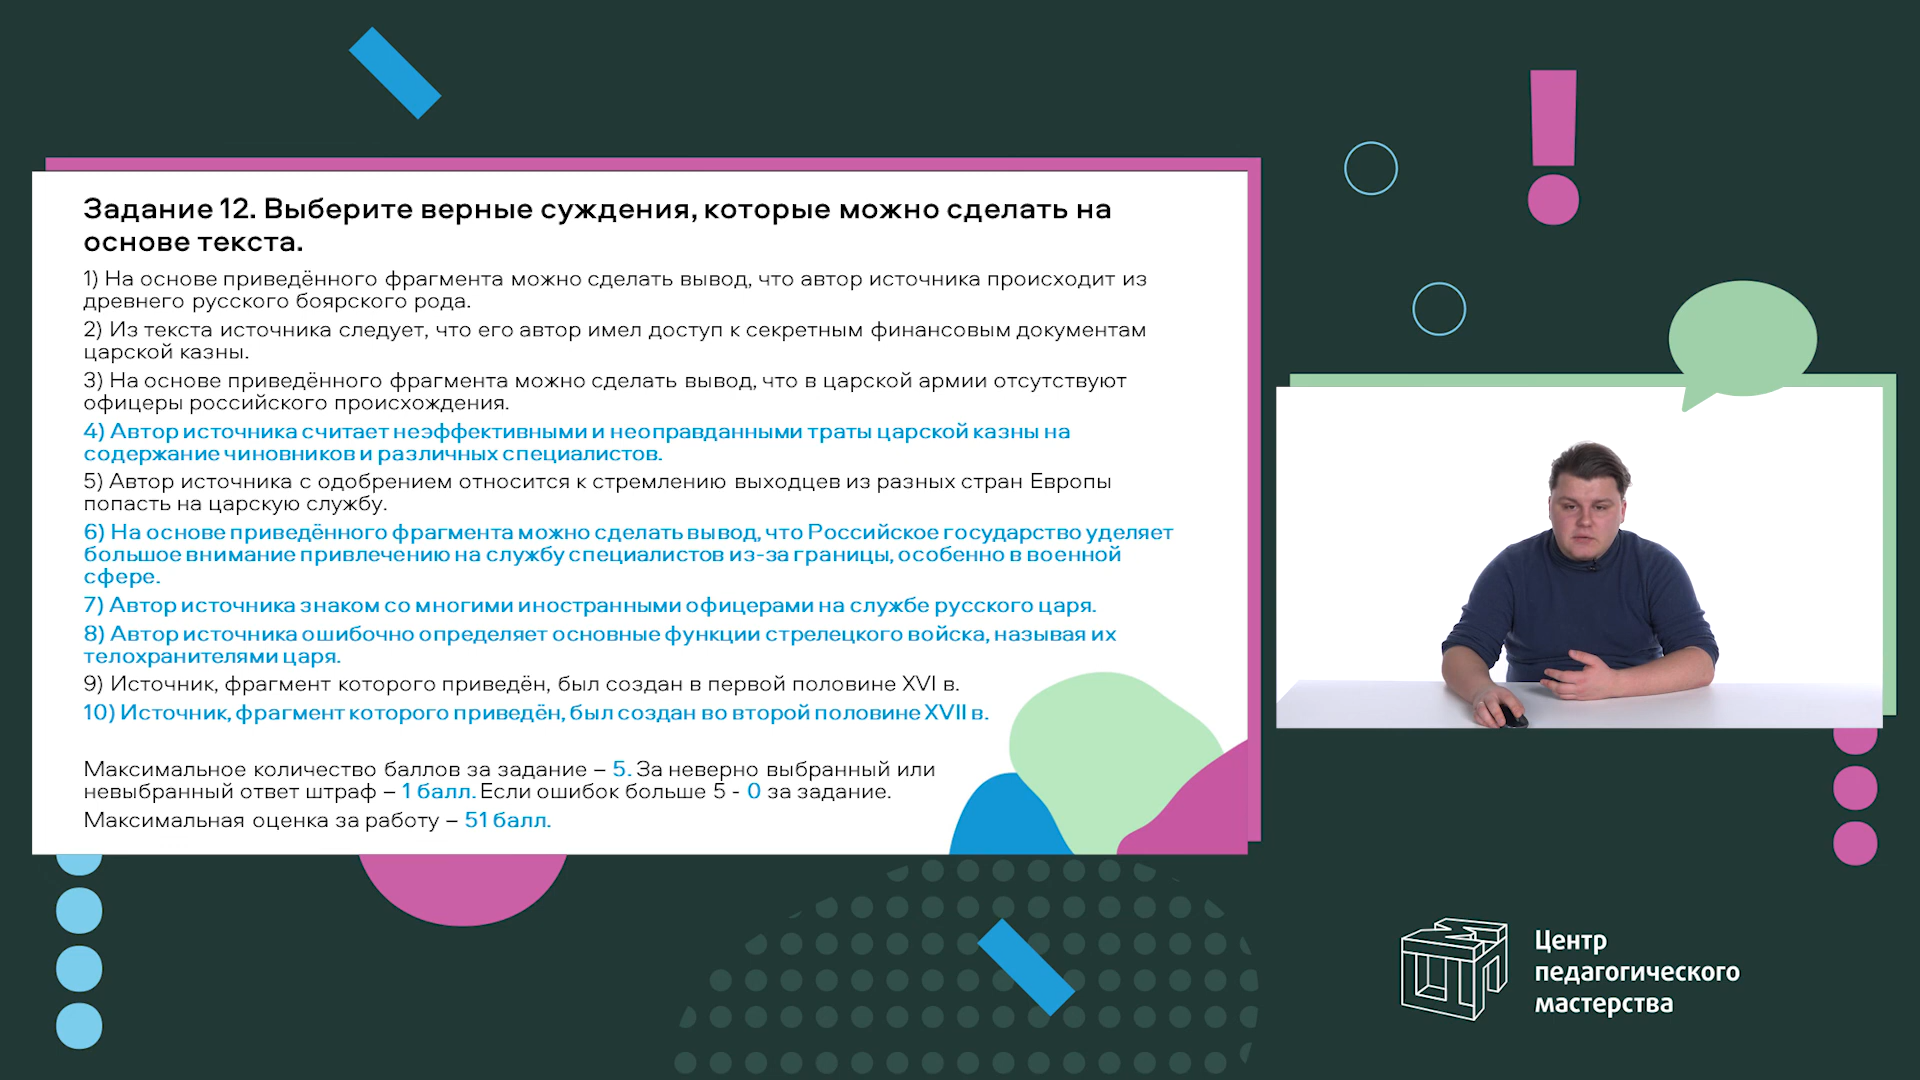 Задание 12. Выберите верные суждения, которые можно сделать на
основе текста.
1) На основе приведённого фрагмента можно сделать вывод, что автор источника происходит из
древнего русского боярского рода.
2) Из текста источника следует, что его автор имел доступ к секретным финансовым документам
царской казны.
3) На основе приведённого фрагмента можно сделать вывод, что в царской армии отсутствуют
офицеры российского происхождения.
4) Автор источника считает неэффективными и неоправданными траты царской казны на
содержание чиновников и различных специалистов.
5) Автор источника с одобрением относится к стремлению выходцев из разных стран Европы
попасть на царскую службу.
6) На основе приведённого фрагмента можно сделать вывод, что Российское государство уделяет
большое внимание привлечению на службу специалистов из-за границы, особенно в военной
сфере.
7) Автор источника знаком со многими иностранными офицерами на службе русского царя.
8) Автор источника ошибочно определяет основные функции стрелецкого войска, называя их
телохранителями царя.
9) Источник, фрагмент которого приведён, был создан в первой половине XVI в.
10) Источник, фрагмент которого приведён, был создан во второй половине XVII в.
Максимальное количество баллов за задание – 5. За неверно выбранный или
невыбранный ответ штраф – 1 балл. Если ошибок больше 5 - 0 за задание.
Максимальная оценка за работу – 51 балл.
Центр
педагогического
мастерства